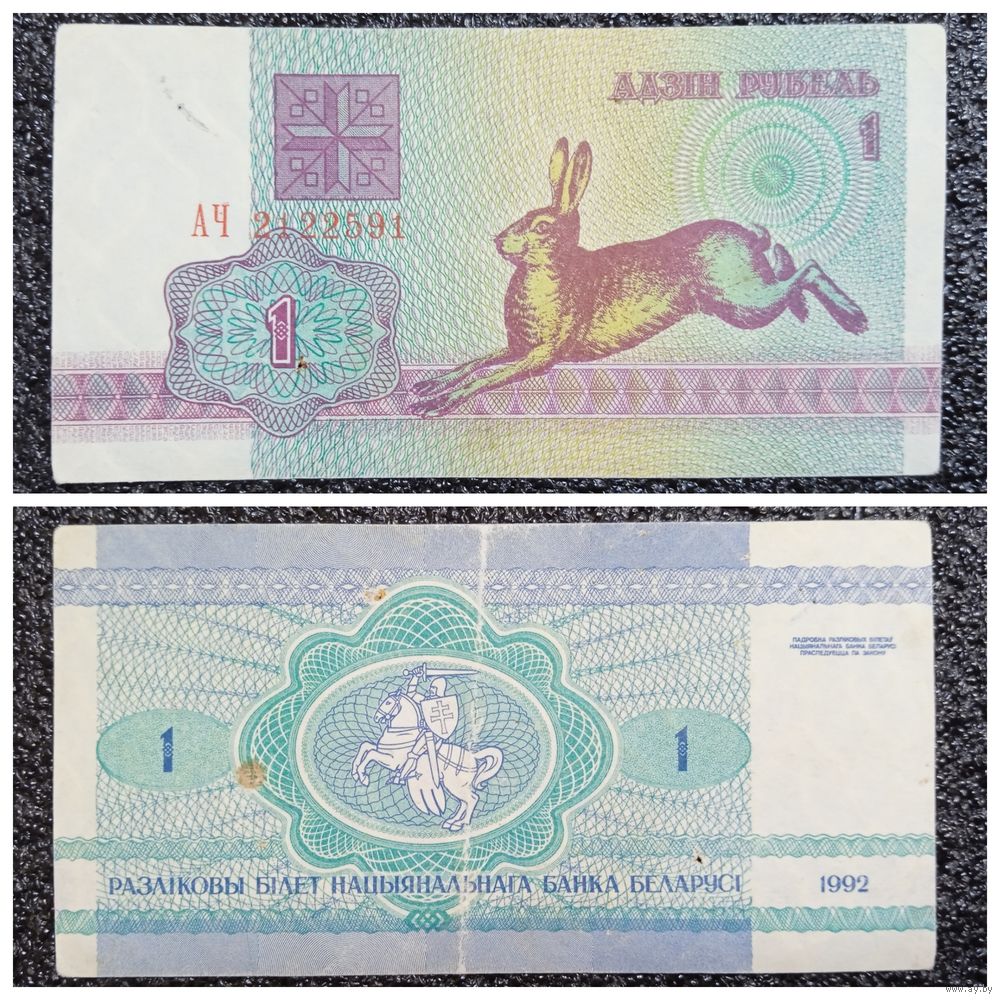 АДЗІН РУБЕЛЬ
1
АЧ 2122591
1
ПАДРОБКА РАЗЛІКОВЫХ БІЛЕТАЎ
НАЦЫЯНАЛЬНАГА БАНКА БЕЛАРУСІ
ПРАСЛЕДУЕЦЦА ПА ЗАКОНУ
1 1
РАЗЛІКОВЫ БІЛЕТ НАЦЫЯНАЛЬНАГА БАНКА БЕЛАРУСІ 1992
www.ay.by